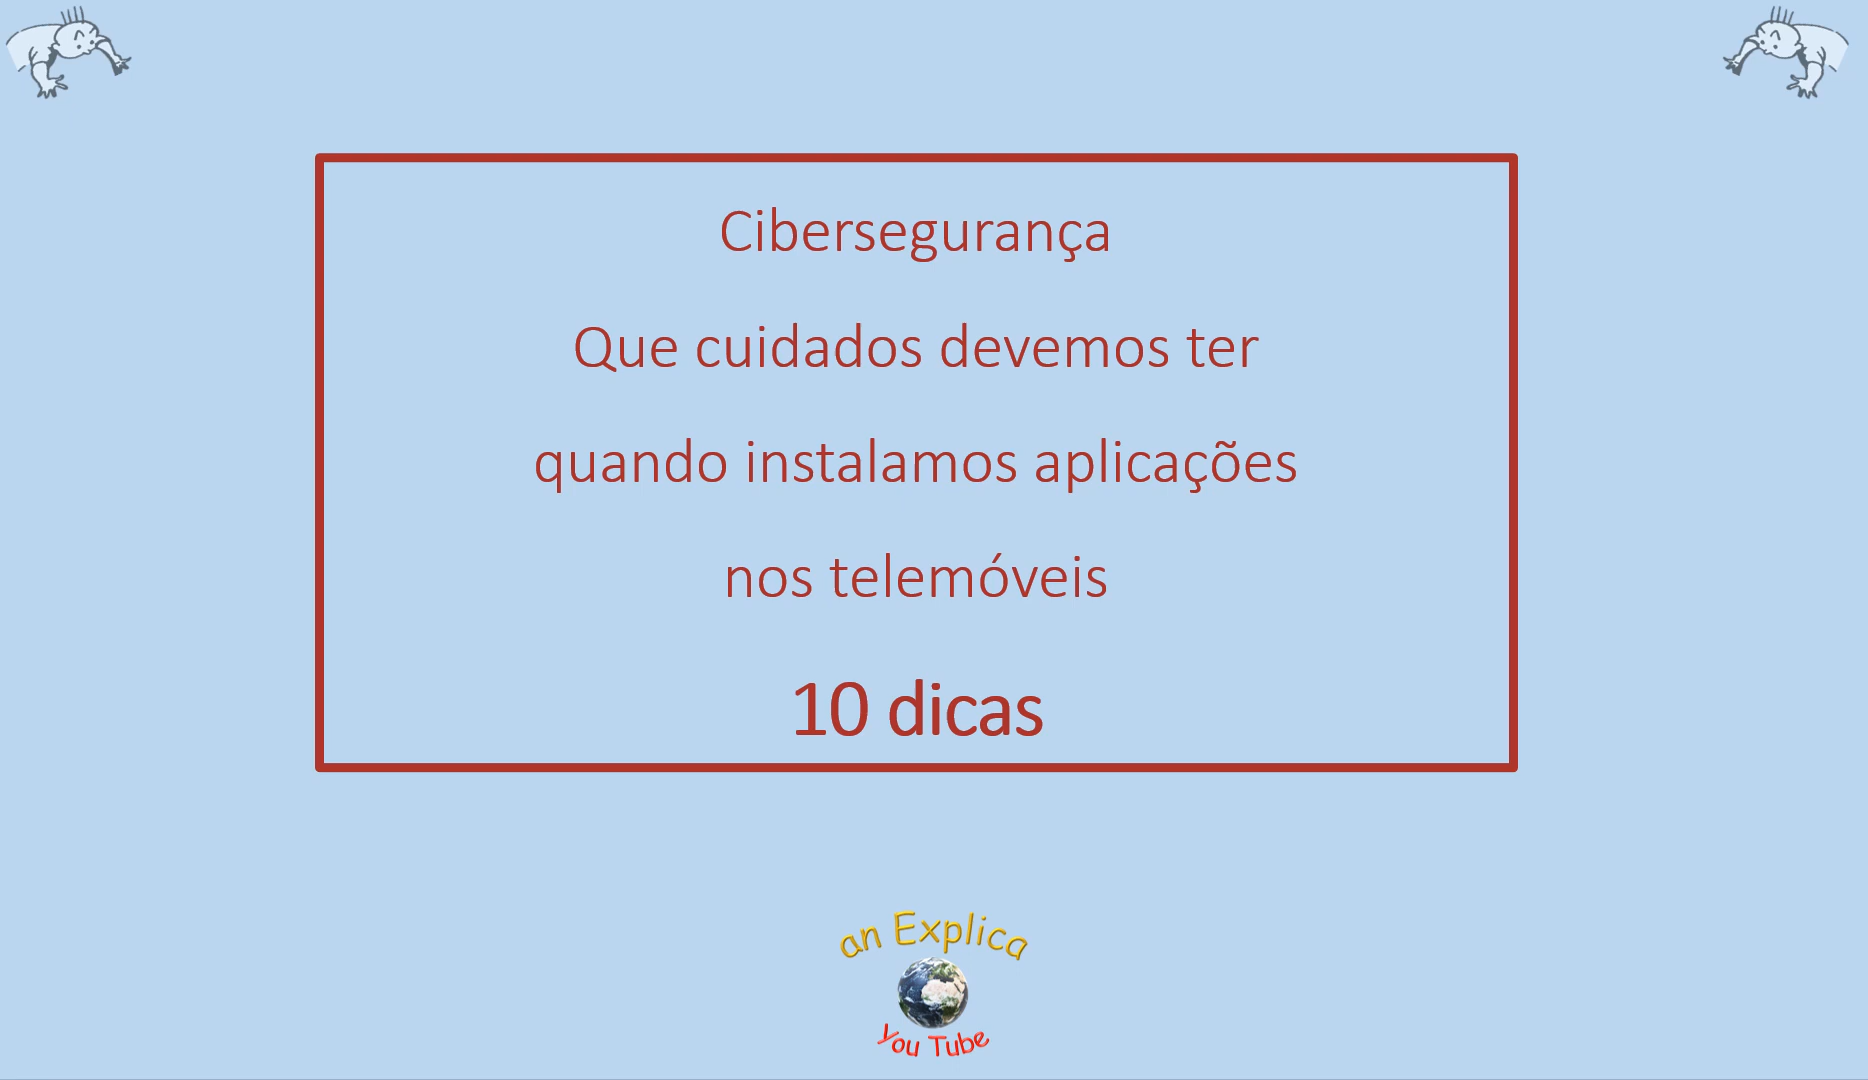 Cibersegurança
Que cuidados devemos ter
quando instalamos aplicações
nos telemóveis
10 dicas
an Explica
You Tube